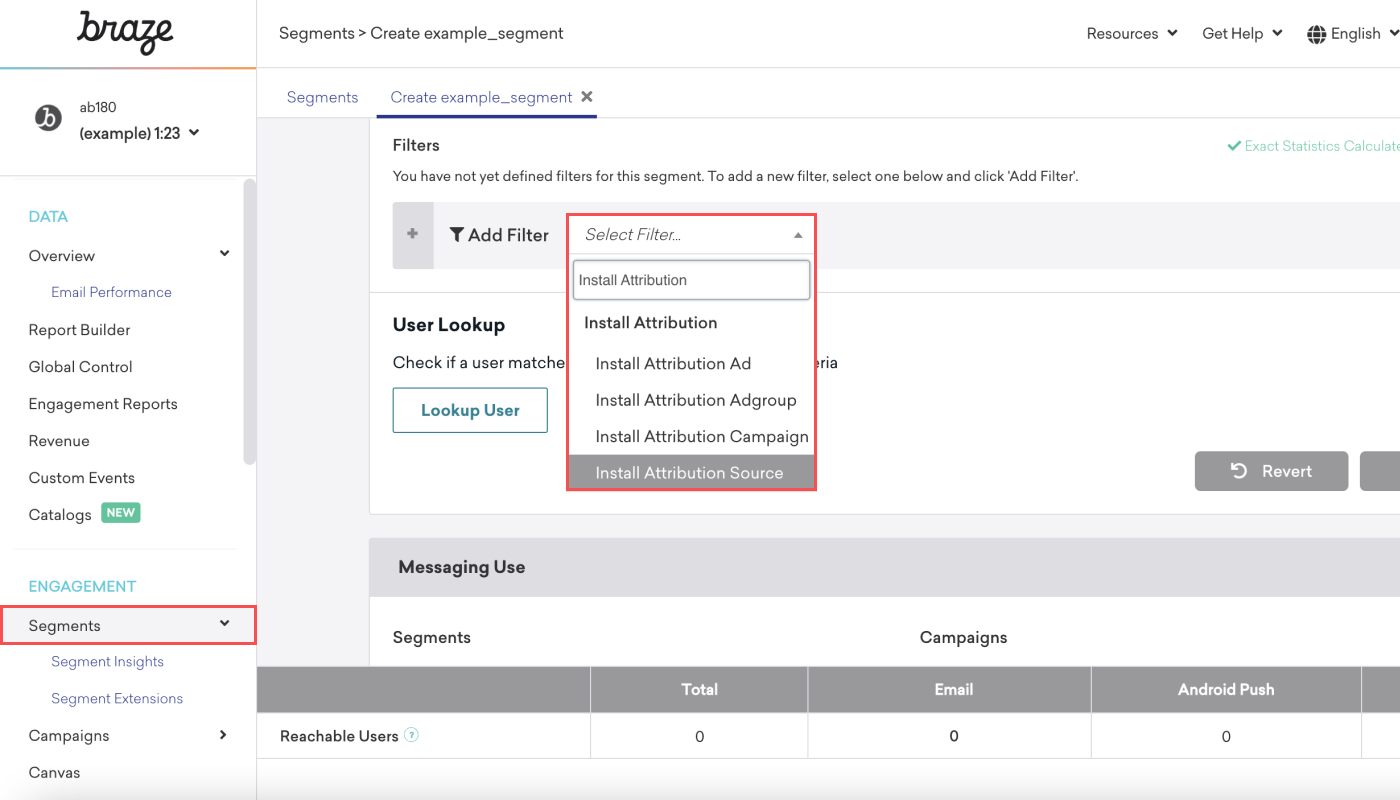 braze
Segments > Create example_segment
Resources
Get Help
English
ab180
(example) 1:23
Segments
Create example_segment
DATA
Overview
Email Performance
Report Builder
Global Control
Engagement Reports
Revenue
Custom Events
Catalogs NEW
ENGAGEMENT
Segments
Segment Insights
Segment Extensions
Campaigns
Canvas
Filters
Exact Statistics Calculate
You have not yet defined filters for this segment. To add a new filter, select one below and click 'Add Filter'.
+
Add Filter
Select Filter...
Install Attribution
Install Attribution
Install Attribution Ad
Install Attribution Adgroup
Install Attribution Campaign
Install Attribution Source
User Lookup
Check if a user matche
ria
Lookup User
Revert
Messaging Use
Segments
Campaigns
Total
Email
Android Push
Reachable Users ?
0
0
0